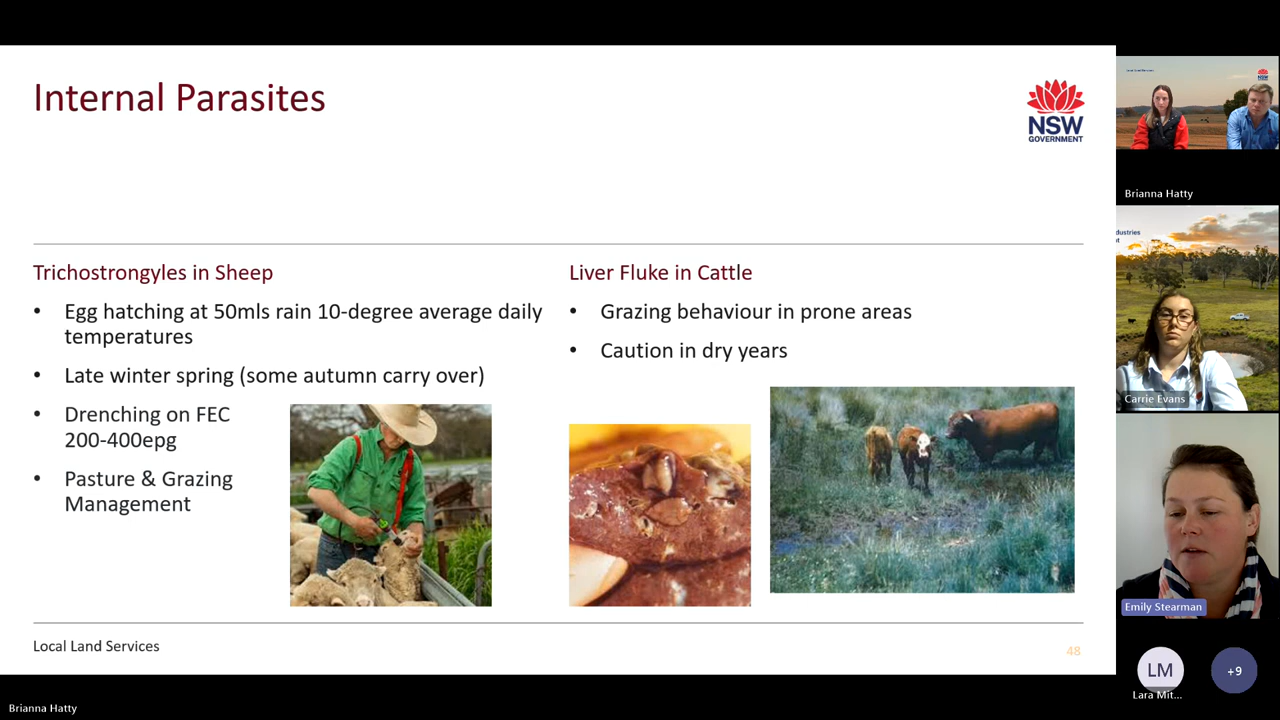 Internal Parasites
NSW
GOVERNMENT
Trichostrongyles in Sheep
• Egg hatching at 50mls rain 10-degree average daily
temperatures
• Late winter spring (some autumn carry over)
• Drenching on FEC
200-400epg
• Pasture & Grazing
Management
Liver Fluke in Cattle
• Grazing behaviour in prone areas
• Caution in dry years
Local Land Services
48
Brianna Hatty
Brianna Hatty
dustries
Carrie Evans
Emily Stearman
LM
Lara Mit...
+9